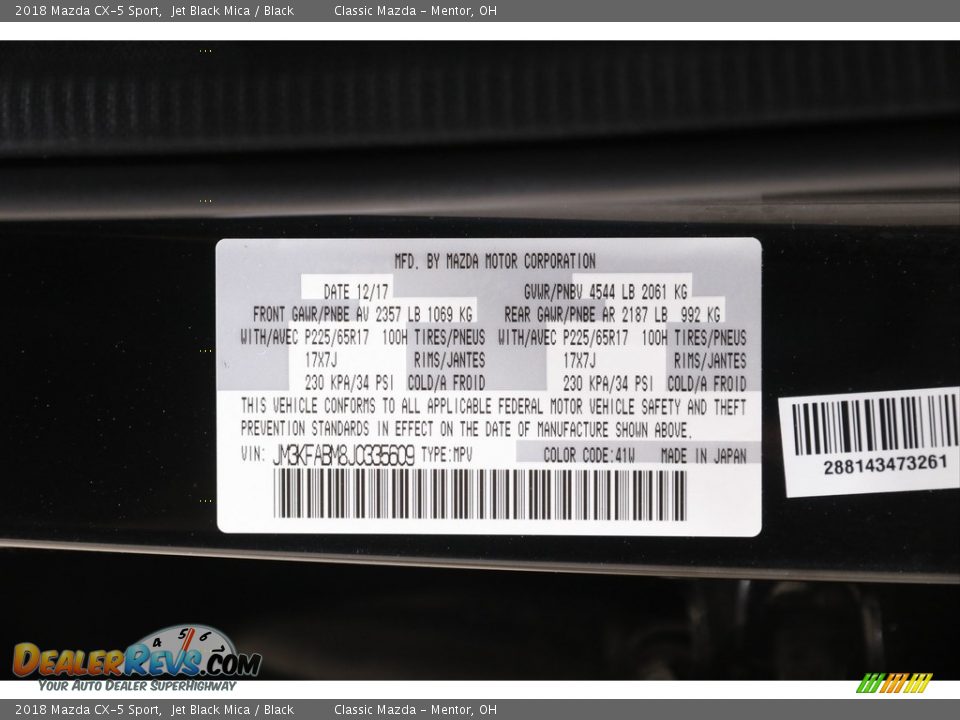 2018 Mazda CX-5 Sport,  Jet Black Mica / Black          Classic Mazda - Mentor, OH
MFD. BY MAZDA MOTOR CORPORATION
DATE 12/17          GVWR/PNBV 4544 LB 2061 KG
FRONT GAWR/PNBE AV 2357 LB 1069 KG   REAR GAWR/PNBE AR 2187 LB  992 KG
WITH/AVEC P225/65R17  100H TIRES/PNEUS  WITH/AVEC P225/65R17  100H TIRES/PNEUS
17X7J          RIMS/JANTES          17X7J          RIMS/JANTES
230 KPA/34 PSI  COLD/A FROID          230 KPA/34 PSI  COLD/A FROID
THIS VEHICLE CONFORMS TO ALL APPLICABLE FEDERAL MOTOR VEHICLE SAFETY AND THEFT
PREVENTION STANDARDS IN EFFECT ON THE DATE OF MANUFACTURE SHOWN ABOVE.
VIN: JM3KFABM8J0335609 TYPE:MPV          COLOR CODE:41W   MADE IN JAPAN
288143473261
4 5 6
DEALERREVS.COM
YOUR AUTO DEALER SUPERHIGHWAY
2018 Mazda CX-5 Sport,  Jet Black Mica / Black          Classic Mazda - Mentor, OH